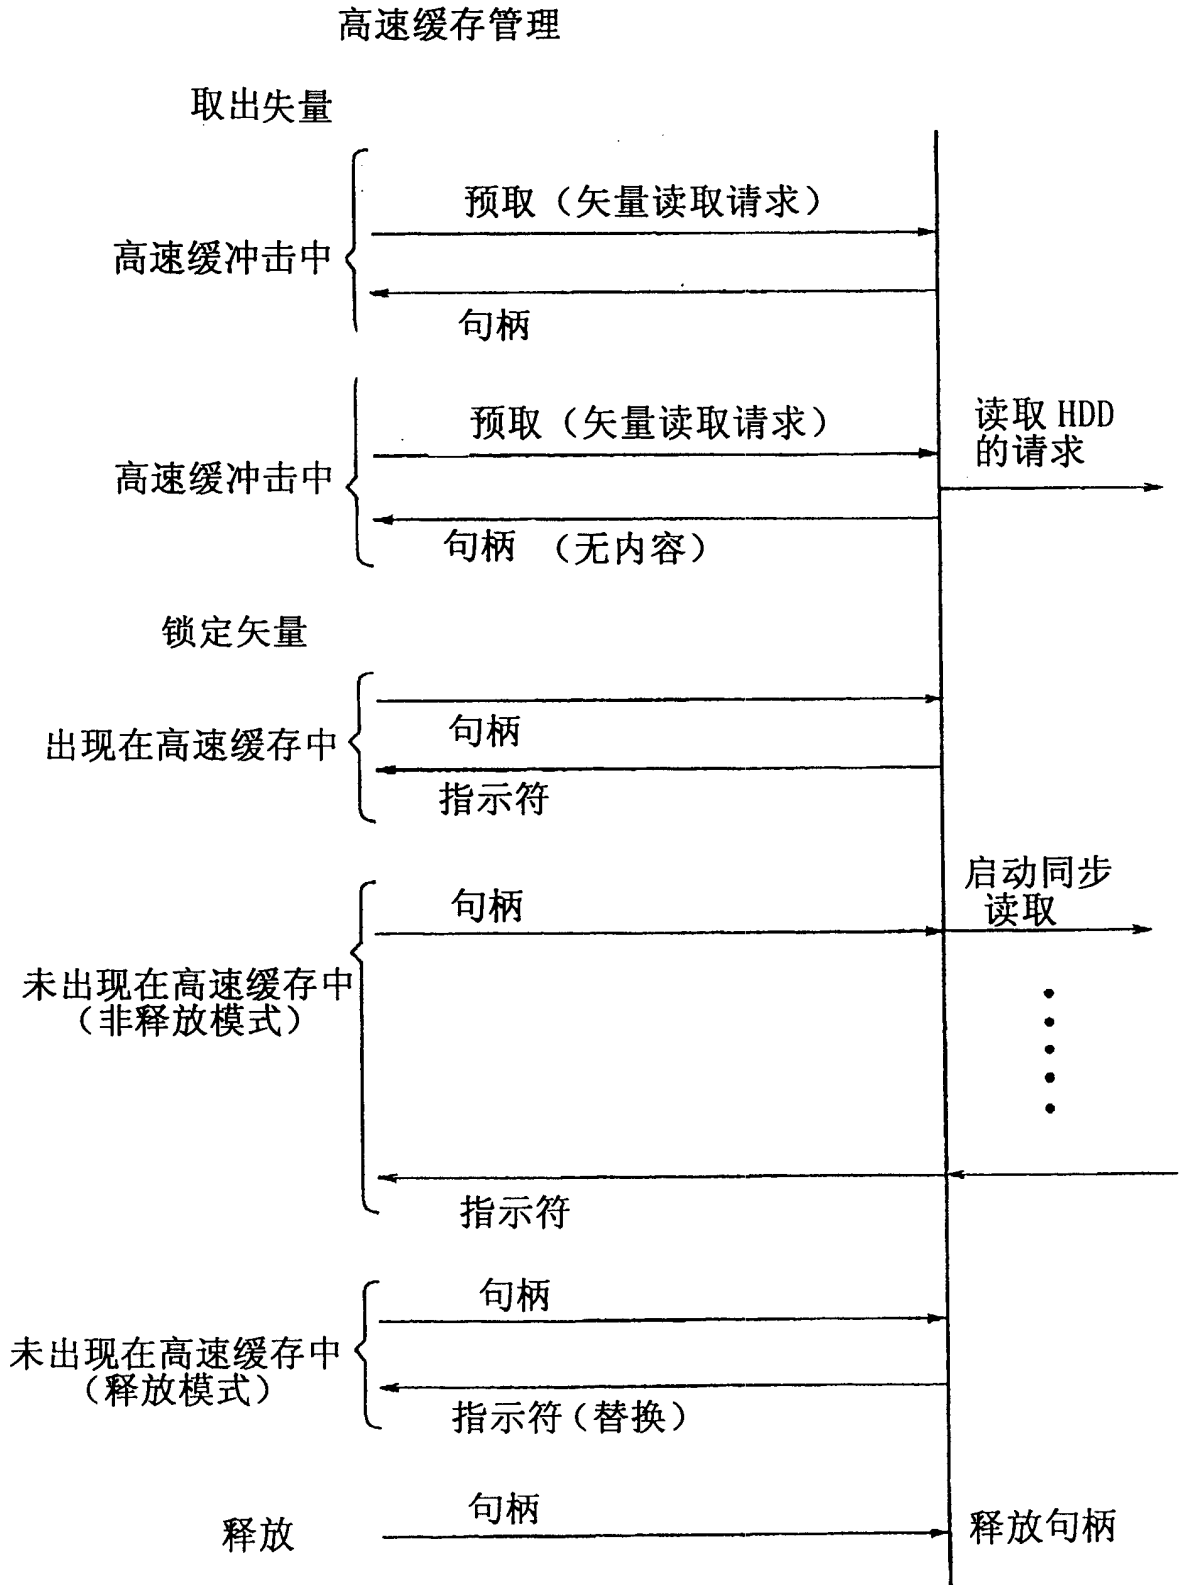 高速缓存管理
取出失量
预取（矢量读取请求）
高速缓冲击中
句柄
预取（矢量读取请求）
读取 HDD
的请求
高速缓冲击中
句柄（无内容）
锁定矢量
句柄
出现在高速缓存中
指示符
启动同步
读取
句柄
未出现在高速缓存中
（非释放模式）
指示符
句柄
未出现在高速缓存中
（释放模式）
指示符（替换）
句柄
释放
释放句柄